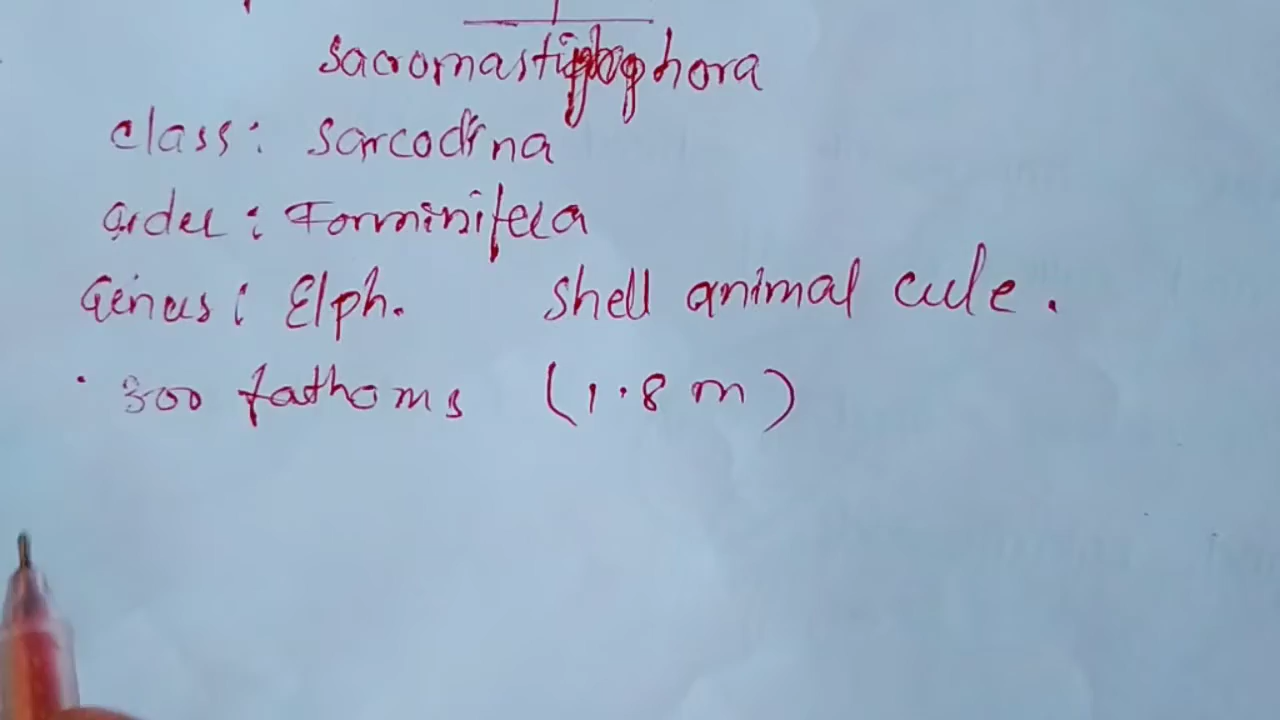 Sacromastigophora
class: Sarcodina
order: Forminifera
Genus: Elph. Shell animal cule.
· 300 fathoms (1.8 m)